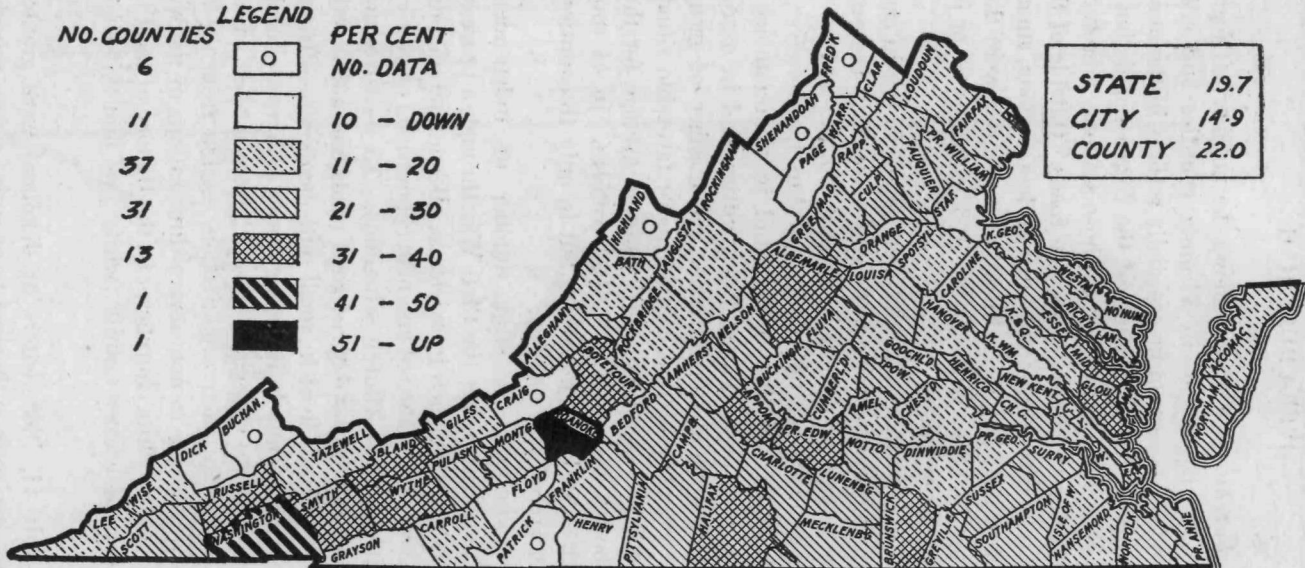 LEGEND
NO. COUNTIES PER CENT
6 NO. DATA
11 10 - DOWN
37 11 - 20
31 21 - 30
13 31 - 40
1 41 - 50
1 51 - UP
STATE 19.7
CITY 14.9
COUNTY 22.0
FRED'K
CLAR.
LOUDOUN
FAIRFAX
SHENANDOAH
WARR.
PAGE
RAPP.
FAUQUIER
PR. WILLIAM
ROCKINGHAM
MAD.
CULP.
STAF.
HIGHLAND
GREE.
ORANGE
K.GEO.
BATH
AUGUSTA
ALBEMARLE
SPOTSY.
WESTM.
LOUISA
CAROLINE
RICH'D
NO'HUM.
ACCOMAC
ROCKBRIDGE
NELSON
FLUVA
HANOVER
ESSEX
LAN.
ALLEGHANY
AMHERST
K.&Q.
K.WM.
MID.
BOTETOURT
BUCKING.
GOOCHL'D
HENRICO
GLOU.
NORTHAM.
CRAIG
CUMBERL'D
POW.
NEW KENT
BUCHAN.
GILES
ROANOKE
BEDFORD
APPOM.
AMEL.
CHEST'D
CH. C.
J.C.
DICK
TAZEWELL
BLAND
MONTG.
CAMPB.
PR. EDW.
NOTTO.
PR.GEO.
W.
WISE
RUSSELL
PULASKI
FLOYD
FRANKLIN
CHARLOTTE
DINWIDDIE
SURRY
LEE
SMYTH
WYTHE
LUNENBG
SUSSEX
SCOTT
WASHINGTON
CARROLL
PITTSYLVANIA
HALIFAX
ISLE OF W.
GRAYSON
PATRICK
HENRY
MECKLENB'G
BRUNSWICK
GREYVILE
SOUTHAMPTON
NANSEMOND
NORFOLK
PR. ANNE